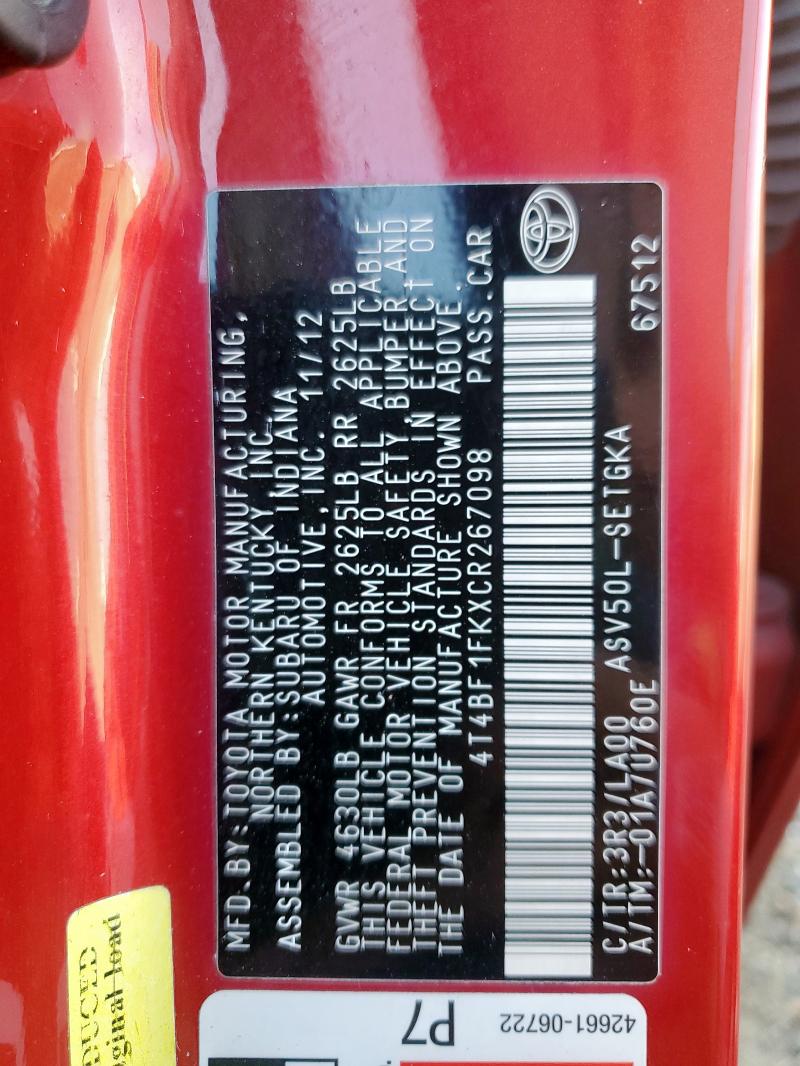 MFD.BY:TOYOTA MOTOR MANUFACTURING,
NORTHERN KENTUCKY INC.
ASSEMBLED BY:SUBARU OF INDIANA
AUTOMOTIVE,INC. 11/12
GVWR 4630LB GAWR FR 2625LB RR 2625LB
THIS VEHICLE CONFORMS TO ALL APPLICABLE
FEDERAL MOTOR VEHICLE SAFETY, BUMPER, AND
THEFT PREVENTION STANDARDS IN EFFECT ON
THE DATE OF MANUFACTURE SHOWN ABOVE.
4T4BF1FKXCR267098 PASS.CAR
C/TR:3R3/LA00 ASV50L-SETGKA
A/TM:-01A/U760E 67512
DUCED
ginal load
P7
42661-06722